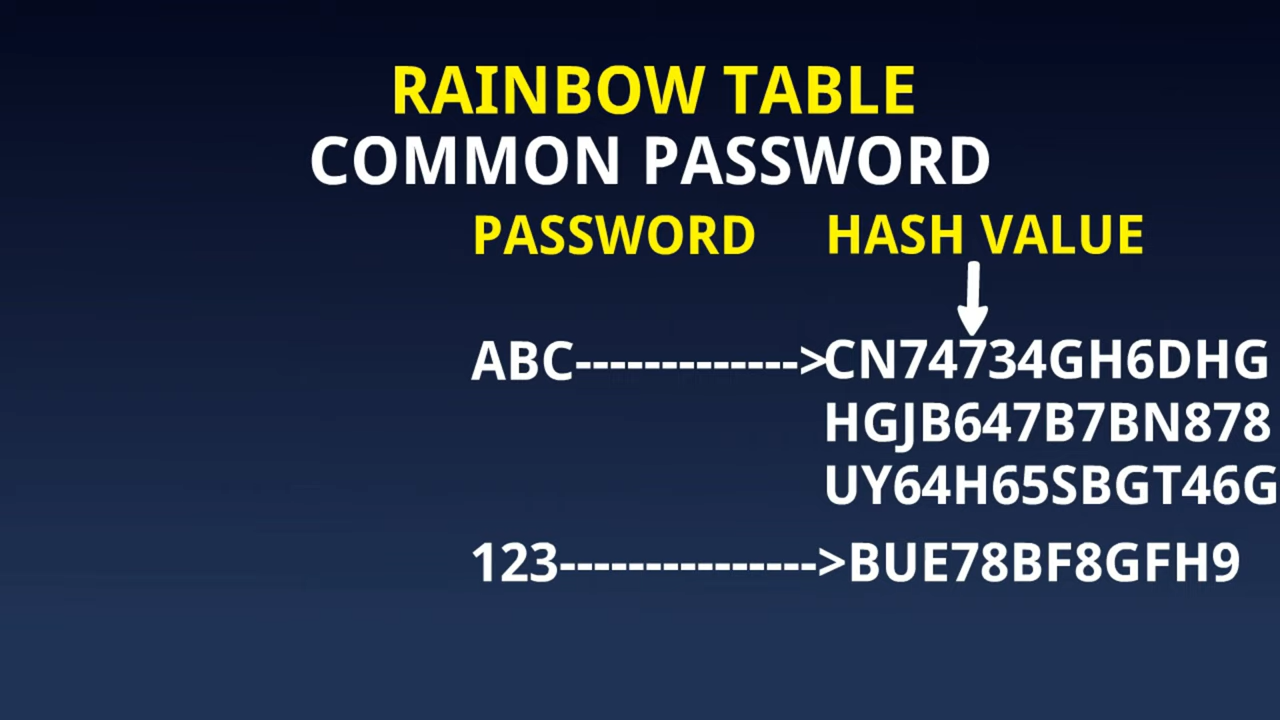 RAINBOW TABLE
COMMON PASSWORD
PASSWORD HASH VALUE
ABC------------->CN74734GH6DHG
HGJB647B7BN878
UY64H65SBGT46G
123--------------->BUE78BF8GFH9